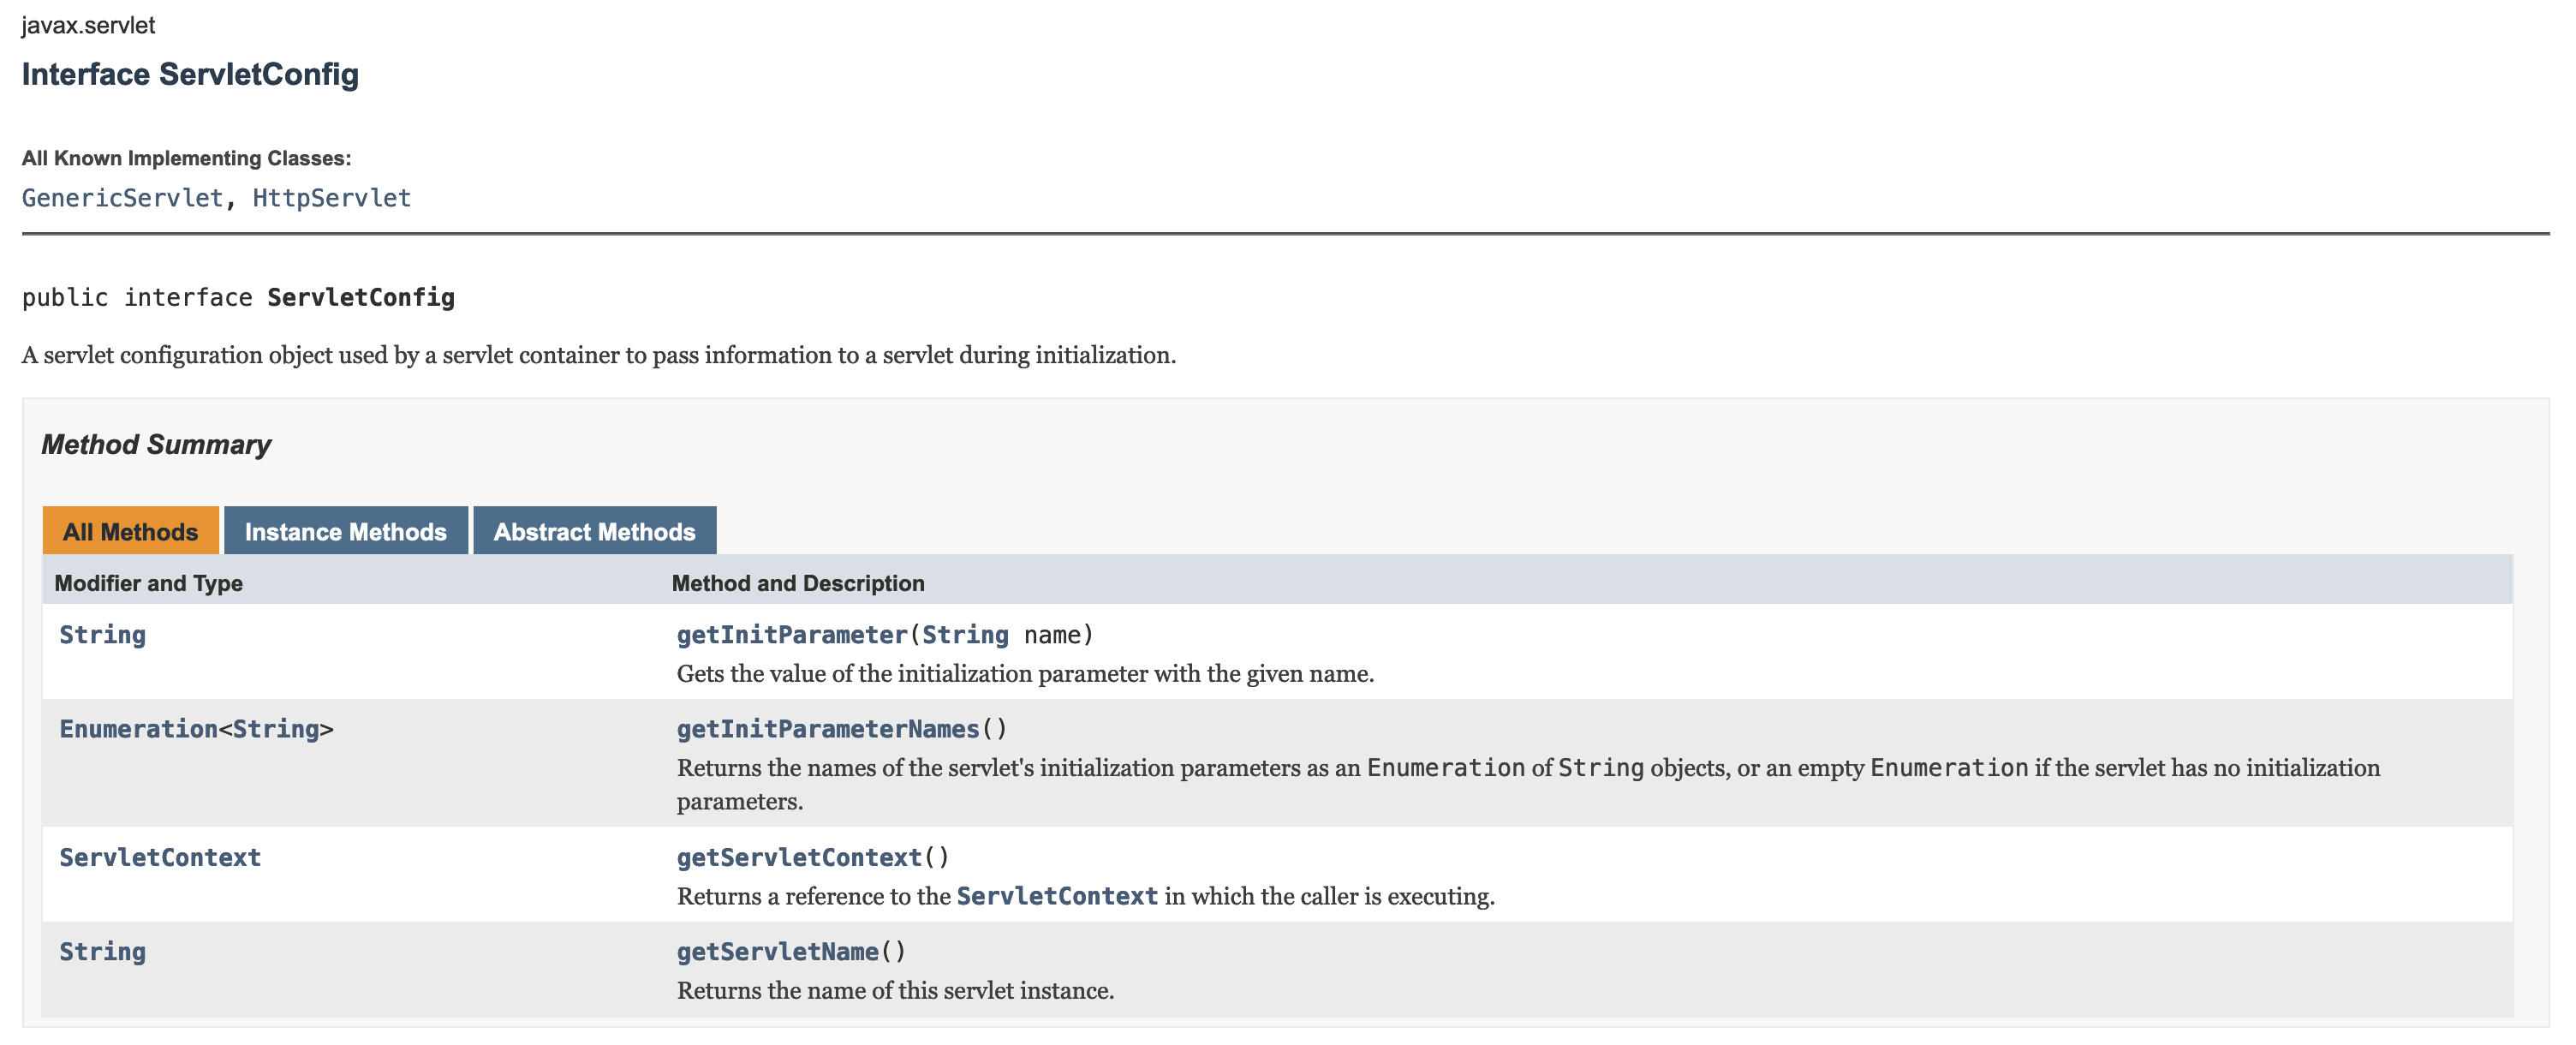 javax.servlet
Interface ServletConfig
All Known Implementing Classes:
GenericServlet, HttpServlet
public interface ServletConfig
A servlet configuration object used by a servlet container to pass information to a servlet during initialization.
Method Summary
All Methods Instance Methods Abstract Methods
Modifier and Type Method and Description
String getInitParameter(String name)
Gets the value of the initialization parameter with the given name.
Enumeration<String> getInitParameterNames()
Returns the names of the servlet's initialization parameters as an Enumeration of String objects, or an empty Enumeration if the servlet has no initialization
parameters.
ServletContext getServletContext()
Returns a reference to the ServletContext in which the caller is executing.
String getServletName()
Returns the name of this servlet instance.